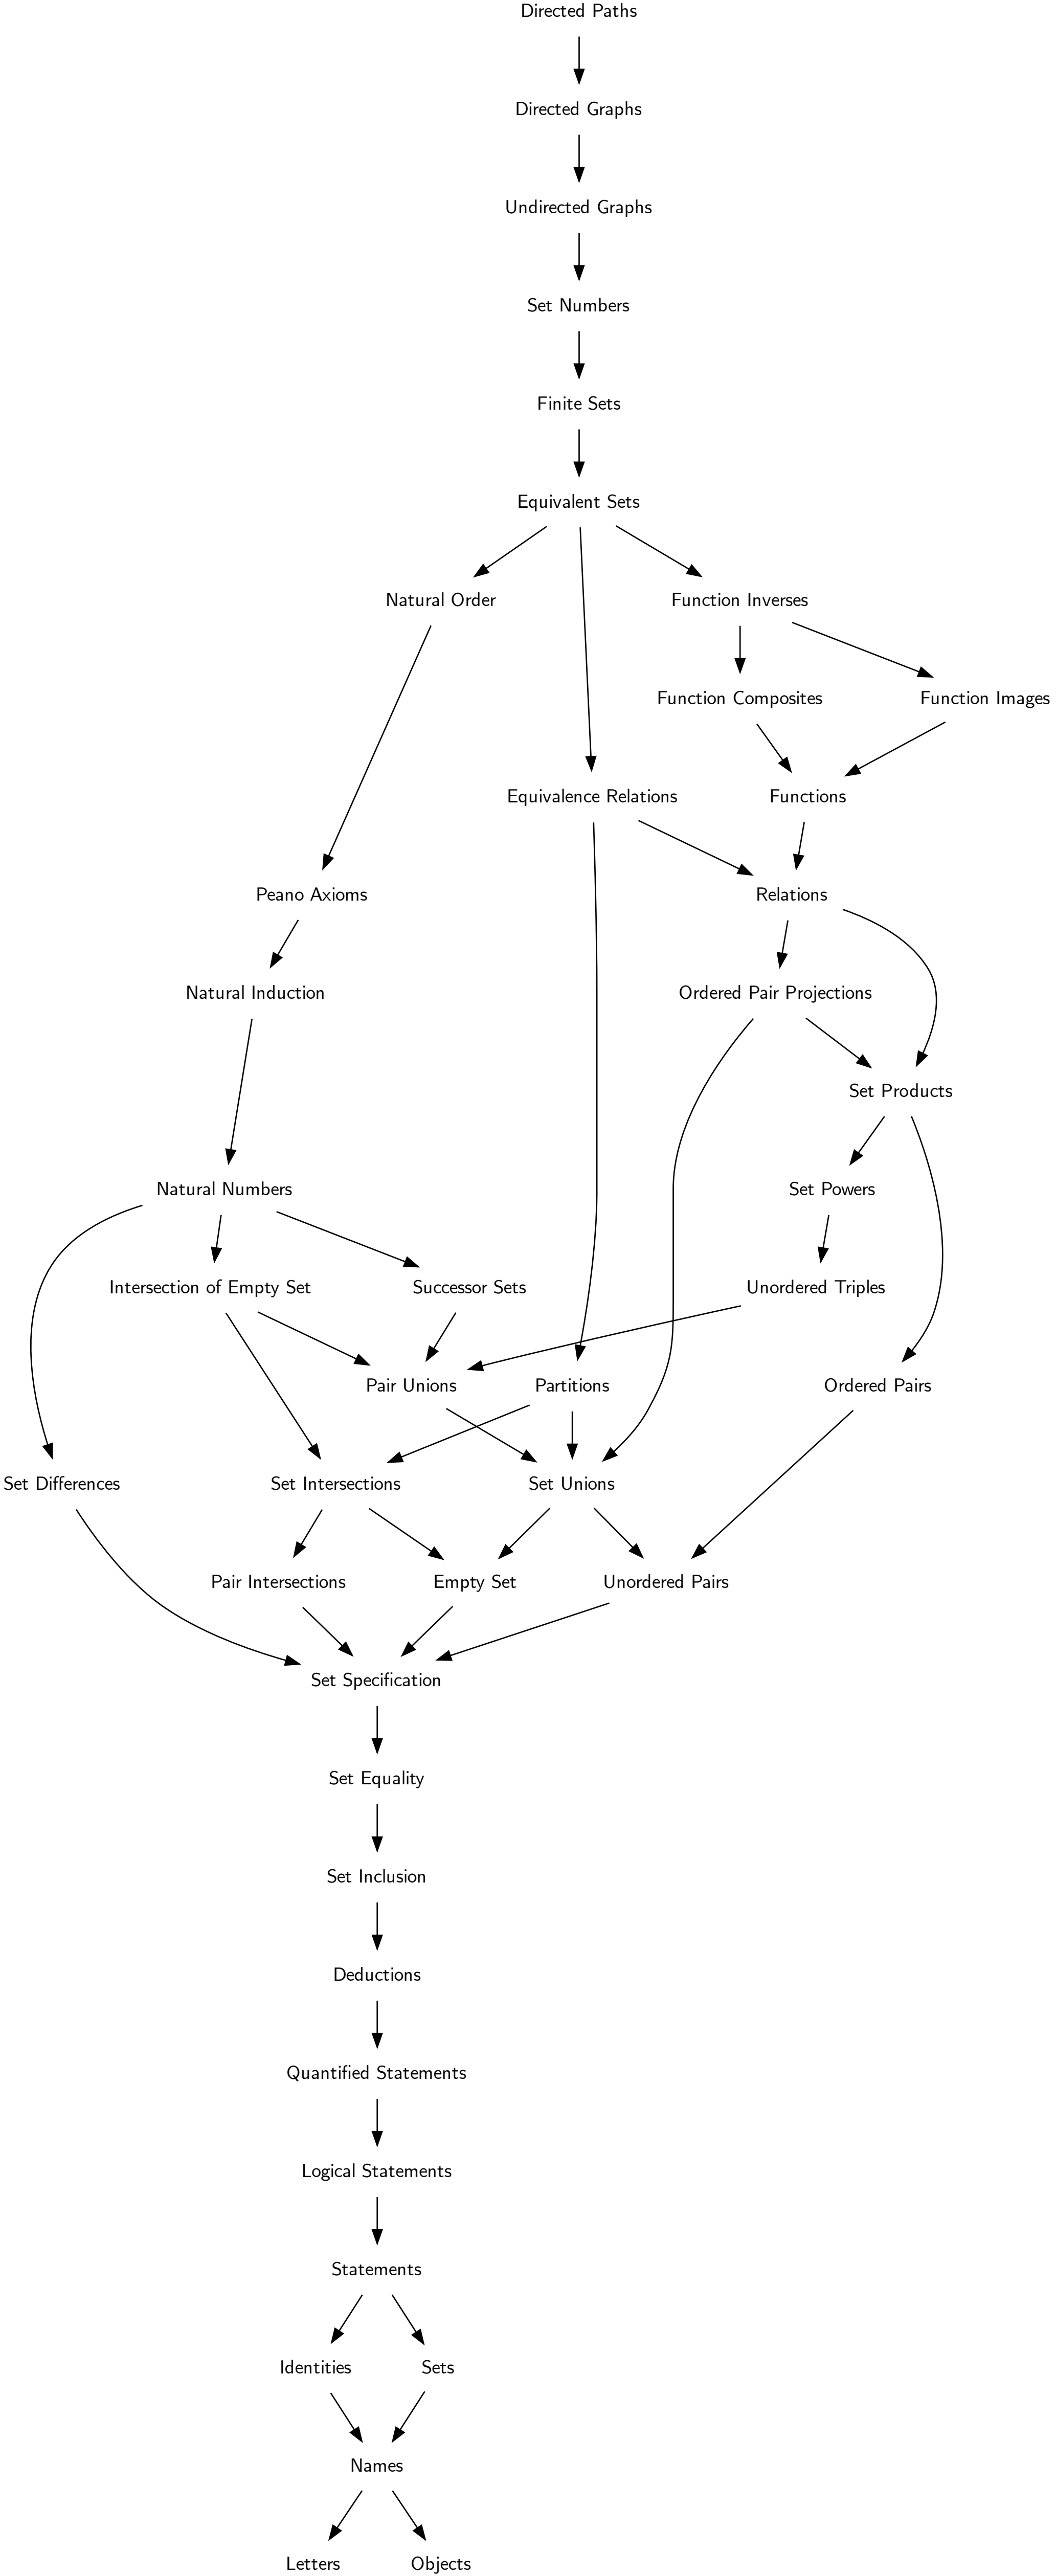 Directed Paths
Directed Graphs
Undirected Graphs
Set Numbers
Finite Sets
Equivalent Sets
Natural Order
Function Inverses
Function Composites
Function Images
Equivalence Relations
Functions
Peano Axioms
Relations
Natural Induction
Ordered Pair Projections
Set Products
Natural Numbers
Set Powers
Intersection of Empty Set
Successor Sets
Unordered Triples
Pair Unions
Partitions
Ordered Pairs
Set Differences
Set Intersections
Set Unions
Pair Intersections
Empty Set
Unordered Pairs
Set Specification
Set Equality
Set Inclusion
Deductions
Quantified Statements
Logical Statements
Statements
Identities
Sets
Names
Letters
Objects